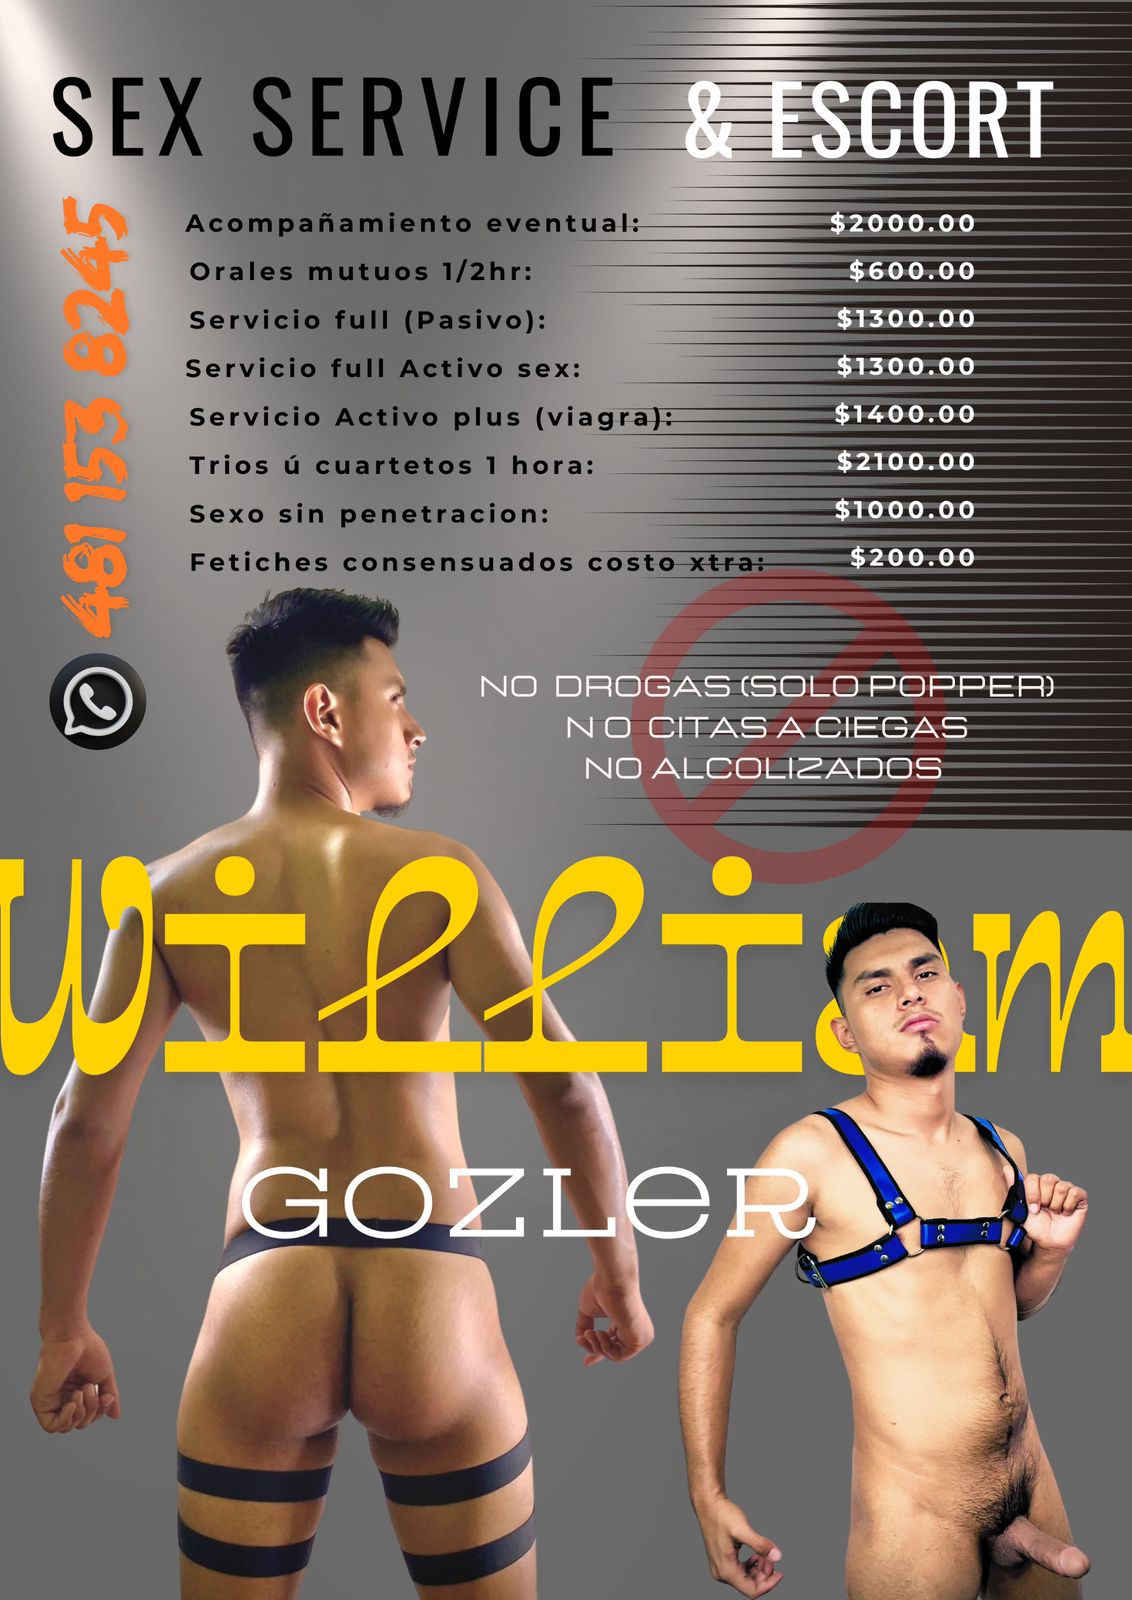 SEX SERVICE & ESCORT
481 153 8245
Acompañamiento eventual: $2000.00
Orales mutuos 1/2hr: $600.00
Servicio full (Pasivo): $1300.00
Servicio full Activo sex: $1300.00
Servicio Activo plus (viagra): $1400.00
Trios ú cuartetos 1 hora: $2100.00
Sexo sin penetracion: $1000.00
Fetiches consensuados costo xtra: $200.00
NO DROGAS (SOLO POPPER)
NO CITAS A CIEGAS
NO ALCOLIZADOS
William
GOZLeR